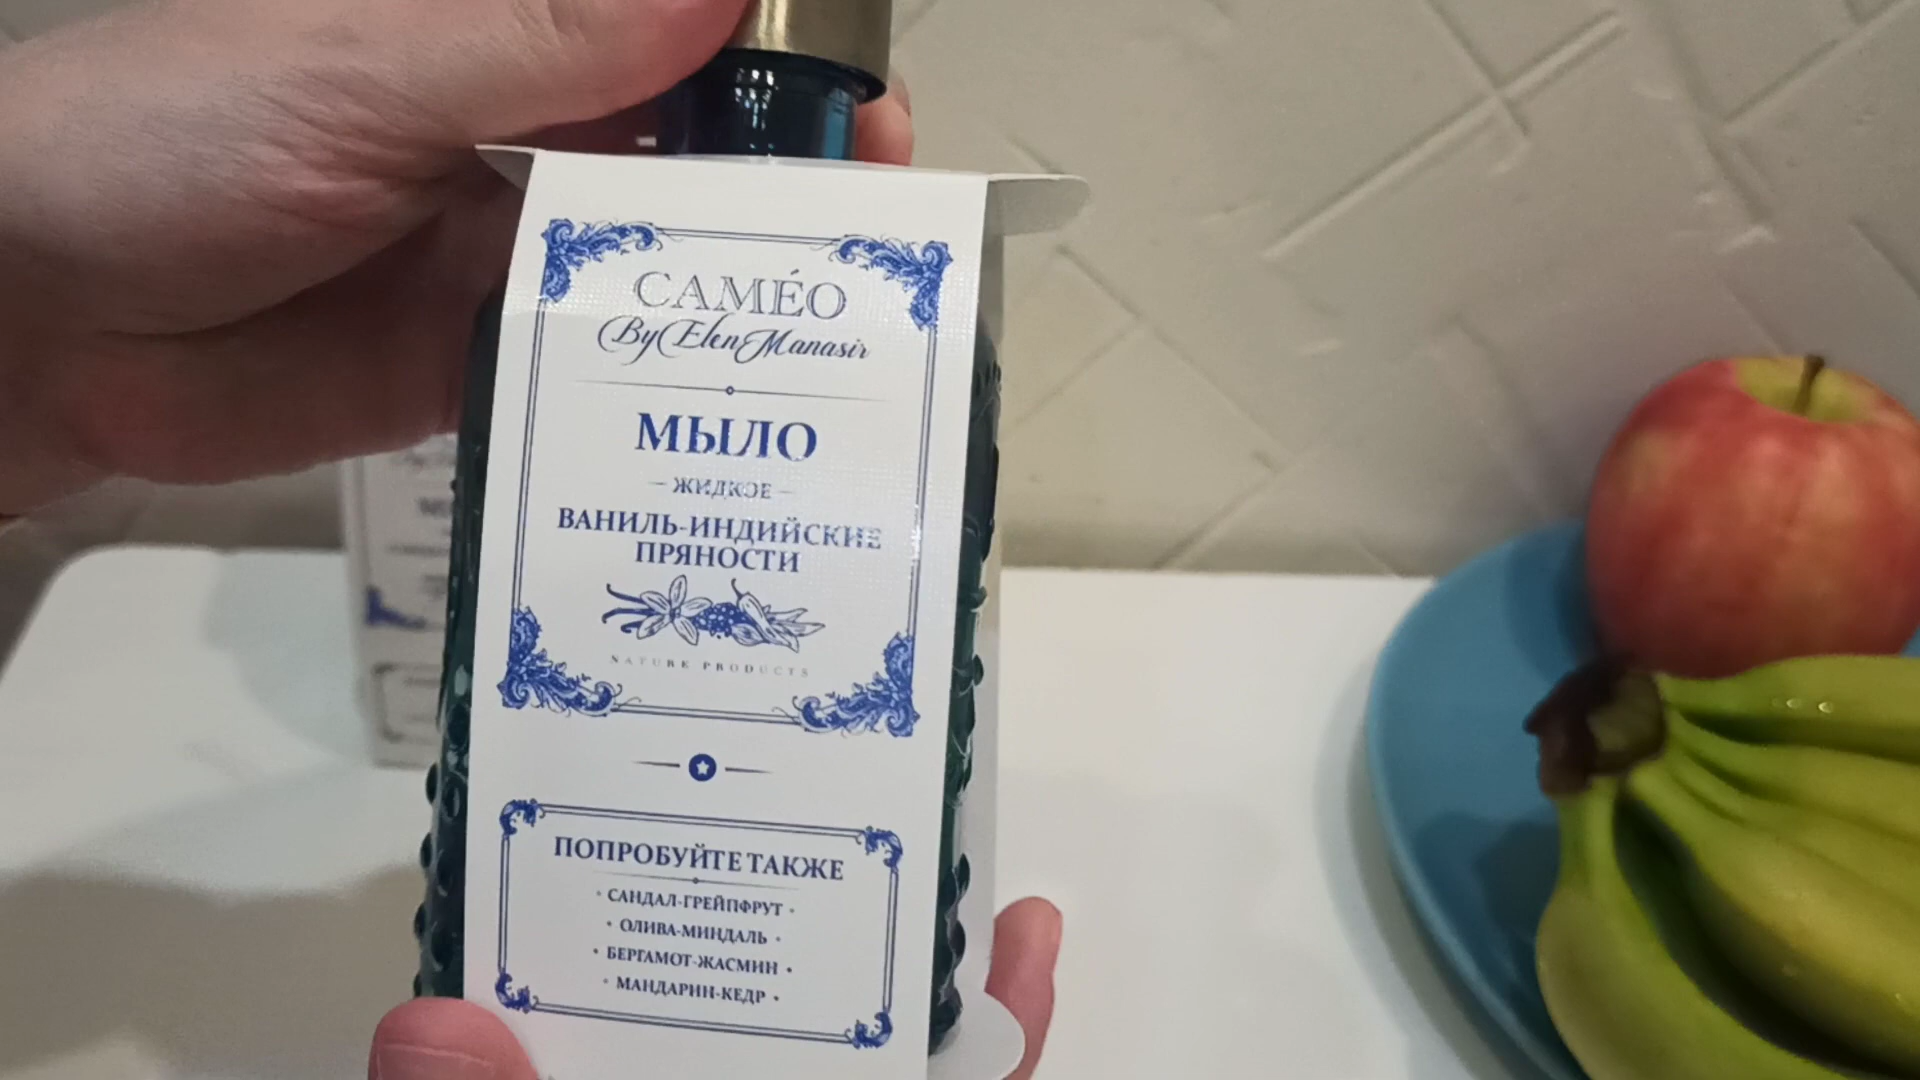 CAMÉO
By Elen Manasir
МЫЛО
– ЖИДКОЕ –
ВАНИЛЬ-ИНДИЙСКИЕ
ПРЯНОСТИ
NATURE PRODUCTS
ПОПРОБУЙТЕ ТАКЖЕ
• САНДАЛ-ГРЕЙПФРУТ •
• ОЛИВА-МИНДАЛЬ •
• БЕРГАМОТ-ЖАСМИН •
• МАНДАРИН-КЕДР •